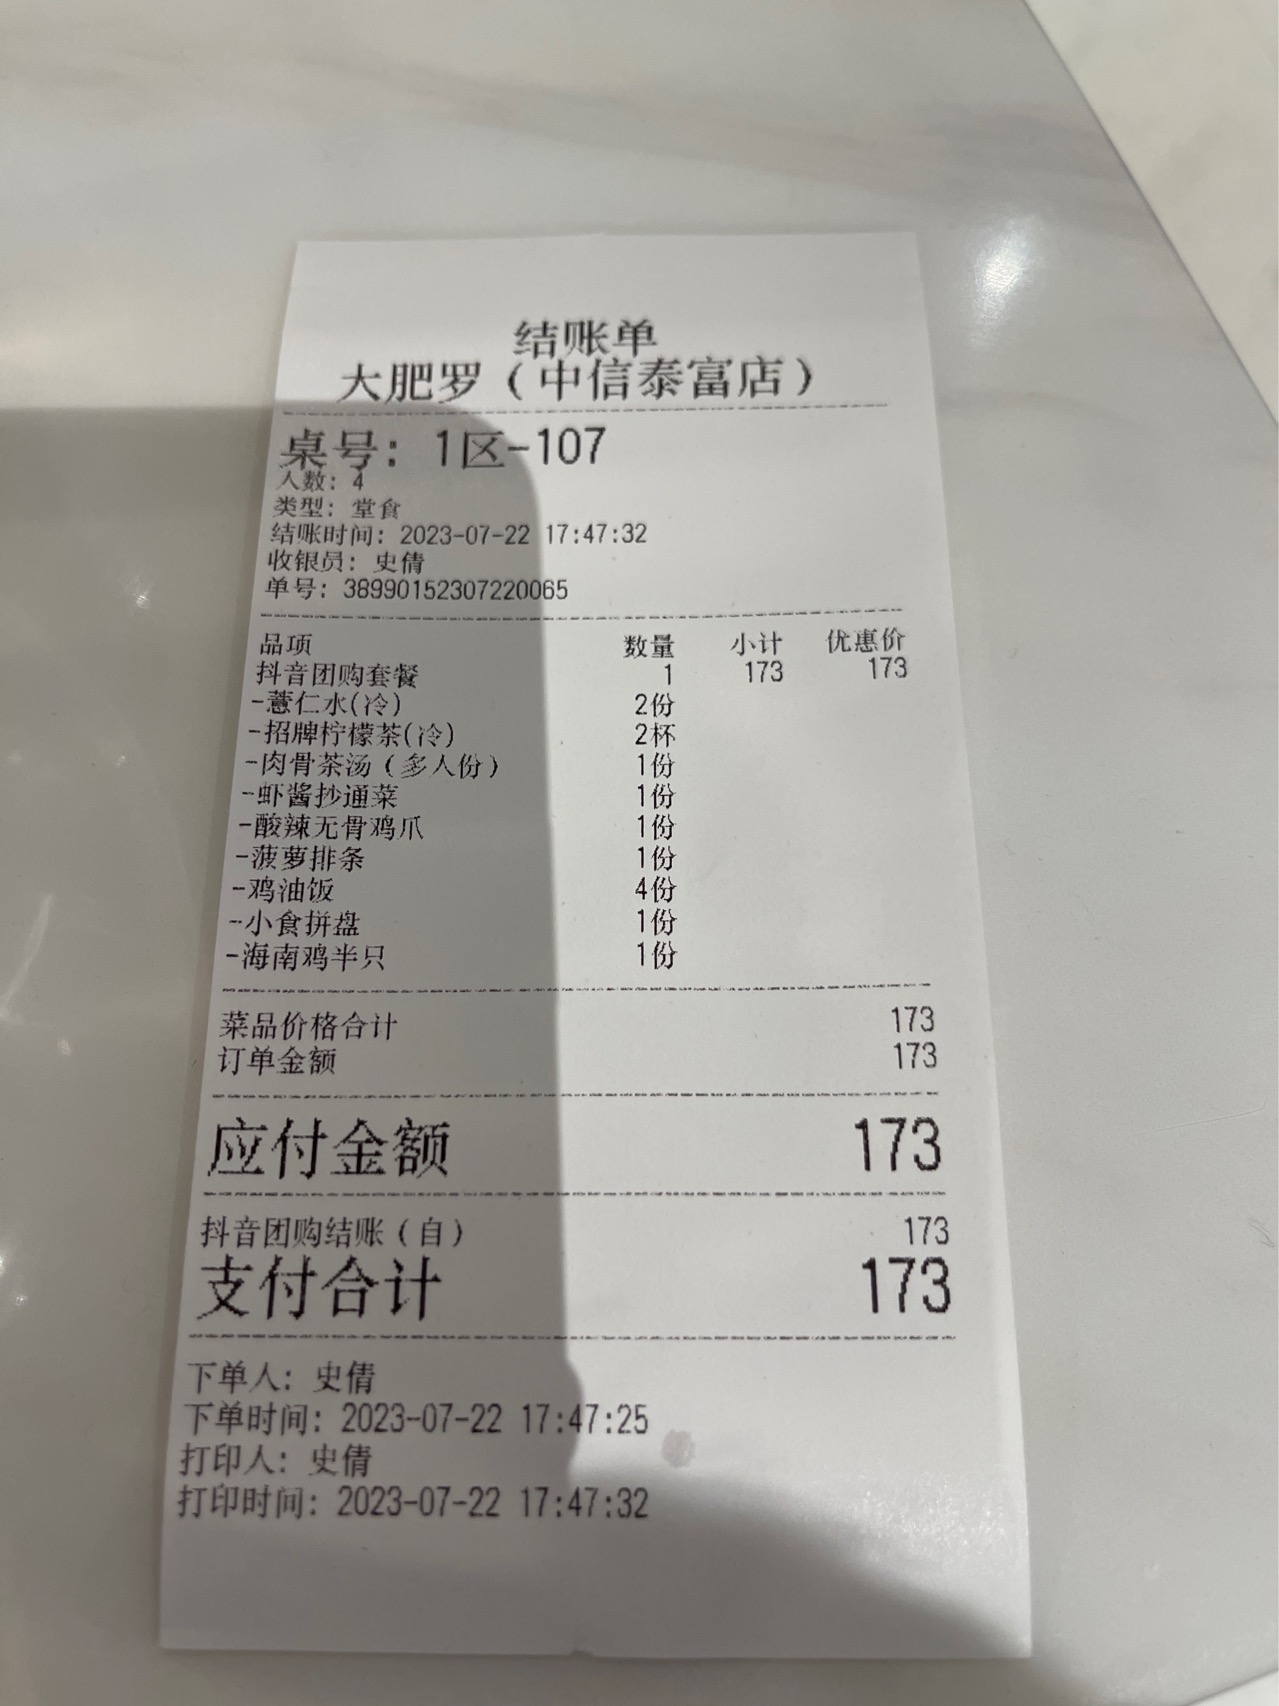 结账单
大肥罗（中信泰富店）
桌号：1区-107
人数：4
类型：堂食
结账时间：2023-07-22 17:47:32
收银员：史倩
单号：38990152307220065
品项 数量 小计 优惠价
抖音团购套餐 1 173 173
-薏仁水(冷) 2份
-招牌柠檬茶(冷) 2杯
-肉骨茶汤（多人份） 1份
-虾酱抄通菜 1份
-酸辣无骨鸡爪 1份
-菠萝排条 1份
-鸡油饭 4份
-小食拼盘 1份
-海南鸡半只 1份
菜品价格合计 173
订单金额 173
应付金额 173
抖音团购结账（自） 173
支付合计 173
下单人：史倩
下单时间：2023-07-22 17:47:25
打印人：史倩
打印时间：2023-07-22 17:47:32